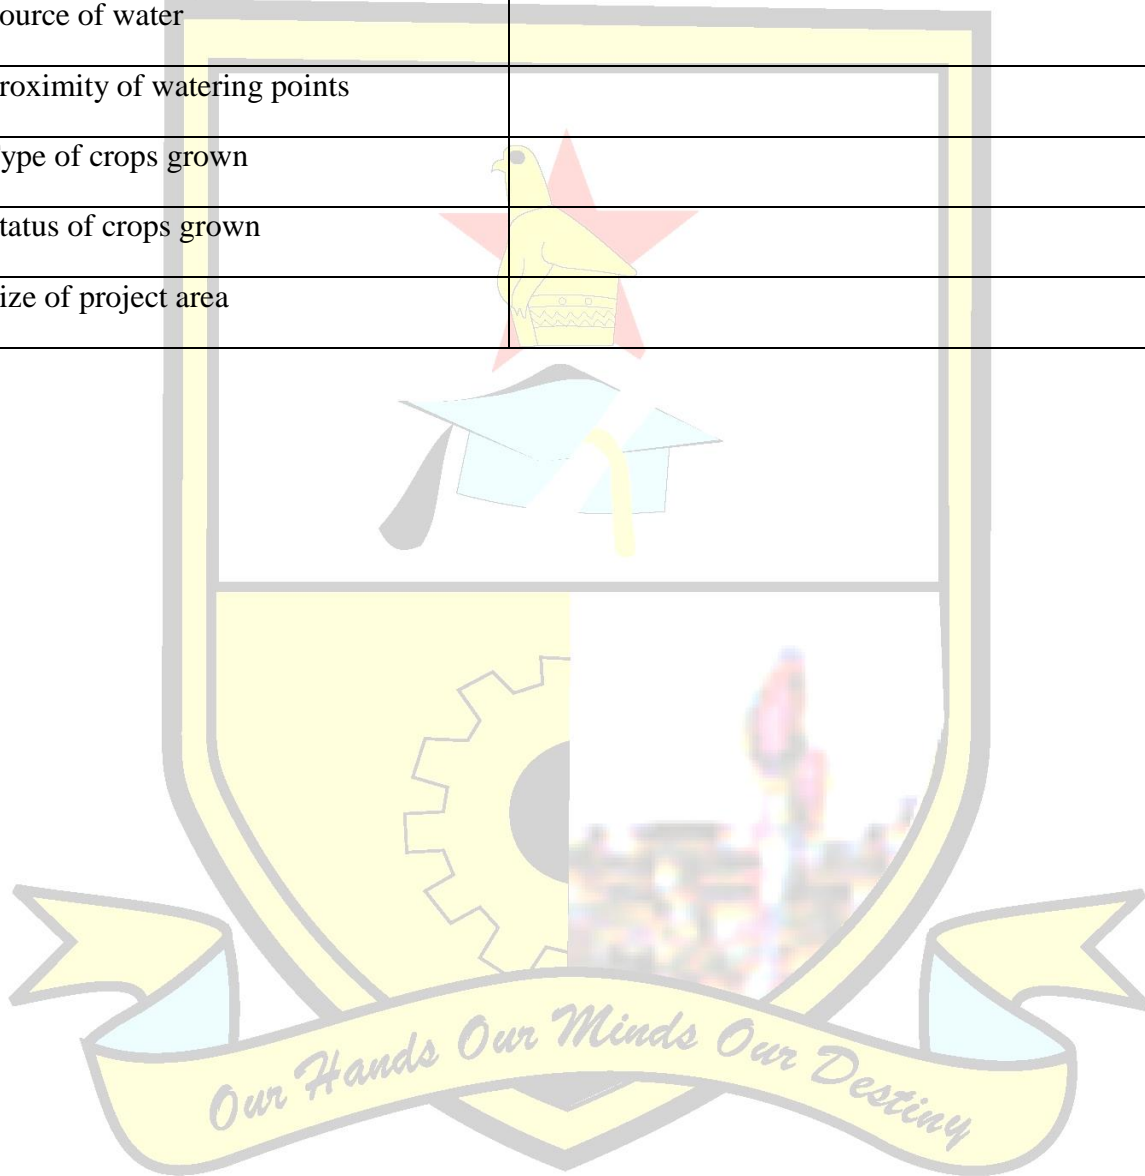 ource of water
roximity of watering points
ype of crops grown
tatus of crops grown
ize of project area
Our Hands Our Minds Our Destiny